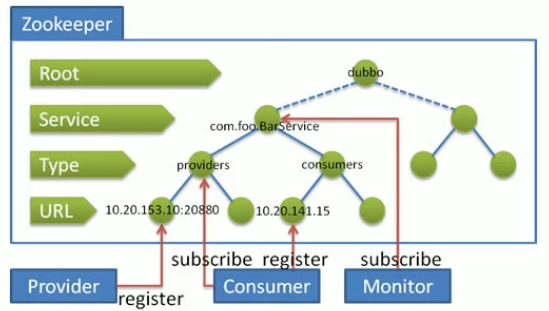 Zookeeper
Root
dubbo
Service
com.foo.BarService
Type
providers
consumers
URL
10.20.153.10:20880
10.20.141.15
subscribe
register
subscribe
Provider
Consumer
Monitor
register